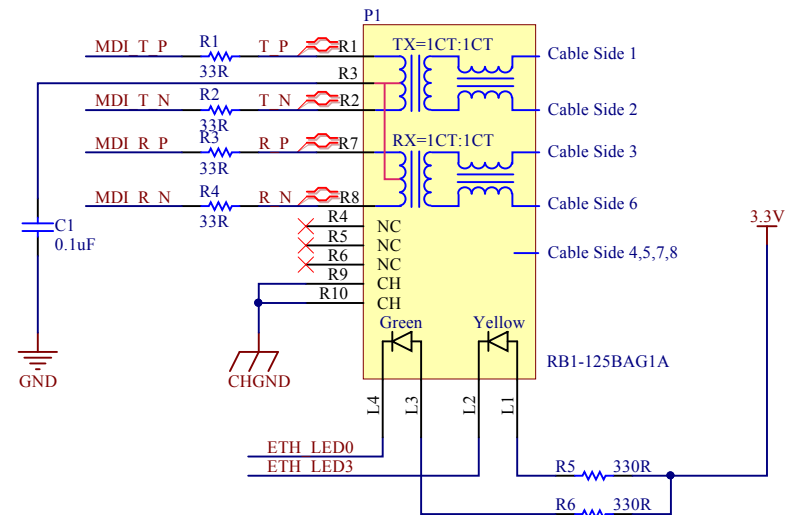 P1
MDI_T_P R1 33R T_P R1 TX=1CT:1CT Cable Side 1
R3
MDI_T_N R2 33R T_N R2 Cable Side 2
MDI_R_P R3 33R R_P R7 RX=1CT:1CT Cable Side 3
MDI_R_N R4 33R R_N R8 Cable Side 6
R4 NC
R5 NC
R6 NC
R9 CH
R10 CH
Cable Side 4,5,7,8
C1
0.1uF
GND
CHGND
3.3V
Green Yellow
RB1-125BAG1A
L4 L3 L2 L1
ETH_LED0
ETH_LED3
R5 330R
R6 330R